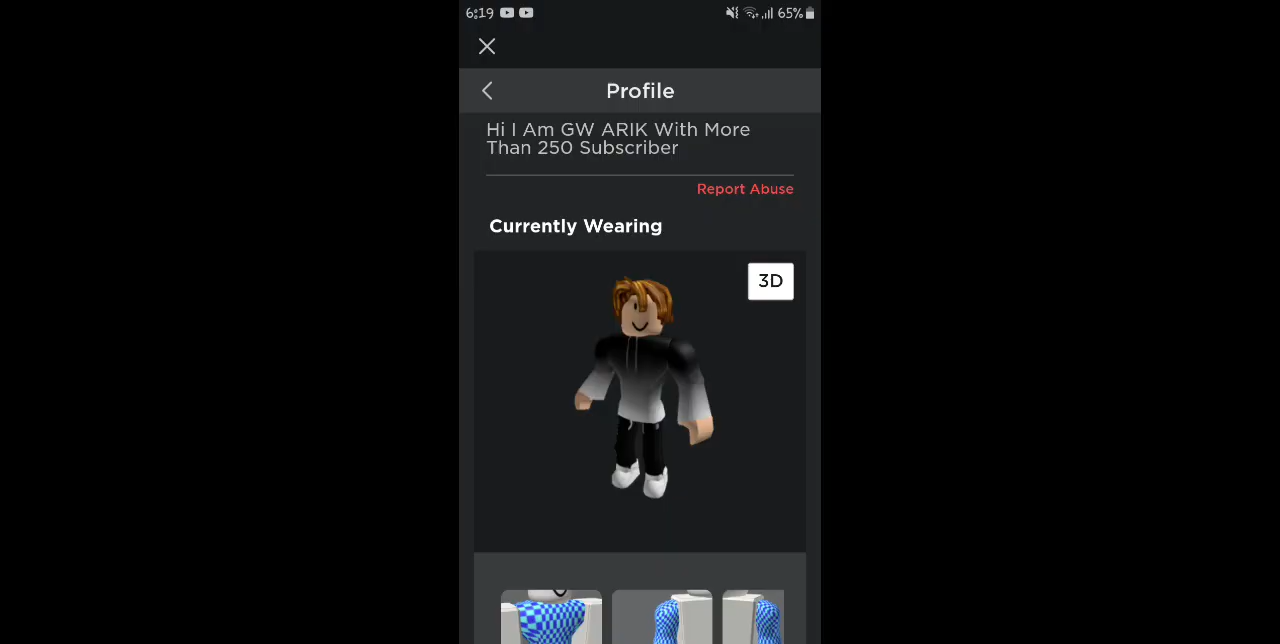 6:19 65%
Profile
Hi I Am GW ARIK With More
Than 250 Subscriber
Report Abuse
Currently Wearing
3D